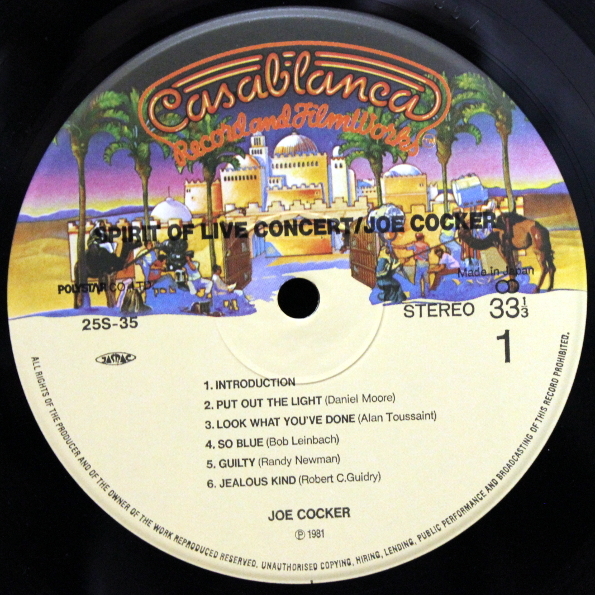 Casablanca
Record and FilmWorks
SPIRIT OF LIVE CONCERT/JOE COCKER
Made in Japan
POLYSTAR CO., LTD.
STEREO 33 1/3
25S-35
1
JASRAC
1. INTRODUCTION
2. PUT OUT THE LIGHT (Daniel Moore)
3. LOOK WHAT YOU'VE DONE (Alan Toussaint)
4. SO BLUE (Bob Leinbach)
5. GUILTY (Randy Newman)
6. JEALOUS KIND (Robert C.Guidry)
JOE COCKER
Ⓟ 1981
ALL RIGHTS OF THE PRODUCER AND OF THE OWNER OF THE WORK REPRODUCED RESERVED. UNAUTHORISED COPYING, HIRING, LENDING, PUBLIC PERFORMANCE AND BROADCASTING OF THIS RECORD PROHIBITED.